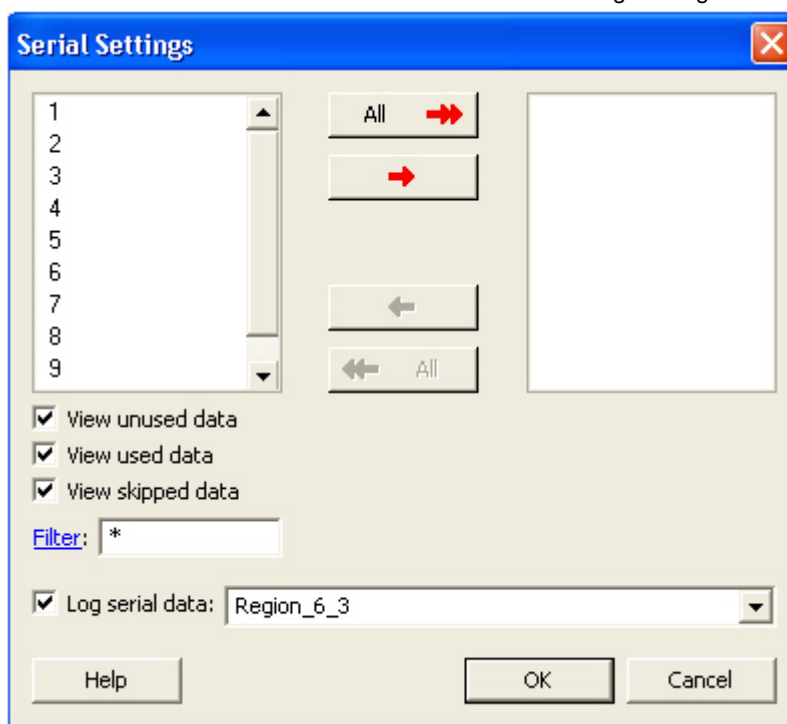 Serial Settings
1
2
3
4
5
6
7
8
9
All
All
View unused data
View used data
View skipped data
Filter: *
Log serial data: Region_6_3
Help
OK
Cancel